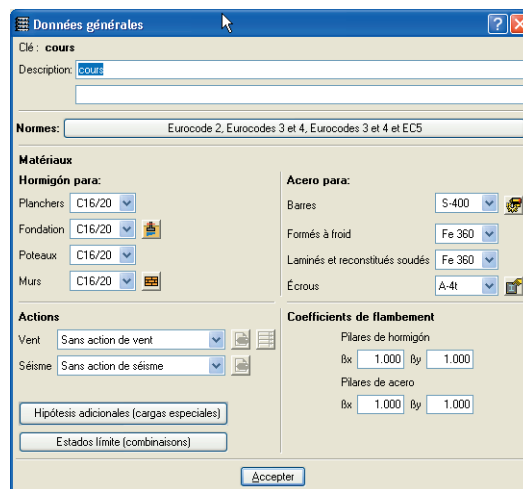 Données générales
Clé : cours
Description: cours
Normes: Eurocode 2, Eurocodes 3 et 4, Eurocodes 3 et 4 et EC5
Matériaux
Hormigón para:
Planchers C16/20
Fondation C16/20
Poteaux C16/20
Murs C16/20
Acero para:
Barres S-400
Formés à froid Fe 360
Laminés et reconstitués soudés Fe 360
Écrous A-4t
Actions
Vent Sans action de vent
Séisme Sans action de séisme
Hipótesis adicionales (cargas especiales)
Estados límite (combinaisons)
Coefficients de flambement
Pilares de hormigón
ßx 1.000 ßy 1.000
Pilares de acero
ßx 1.000 ßy 1.000
Accepter